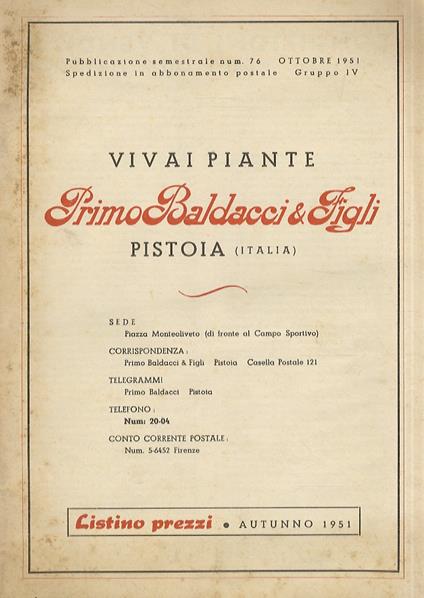 Pubblicazione semestrale num. 76 OTTOBRE 1951
Spedizione in abbonamento postale Gruppo IV
VIVAI PIANTE
Primo Baldacci & Figli
PISTOIA (ITALIA)
SEDE
Piazza Monteoliveto (di fronte al Campo Sportivo)
CORRISPONDENZA:
Primo Baldacci & Figli Pistoia Casella Postale 121
TELEGRAMMI
Primo Baldacci Pistoia
TELEFONO:
Num: 20-04
CONTO CORRENTE POSTALE:
Num. 5-6452 Firenze
Listino prezzi • AUTUNNO 1951